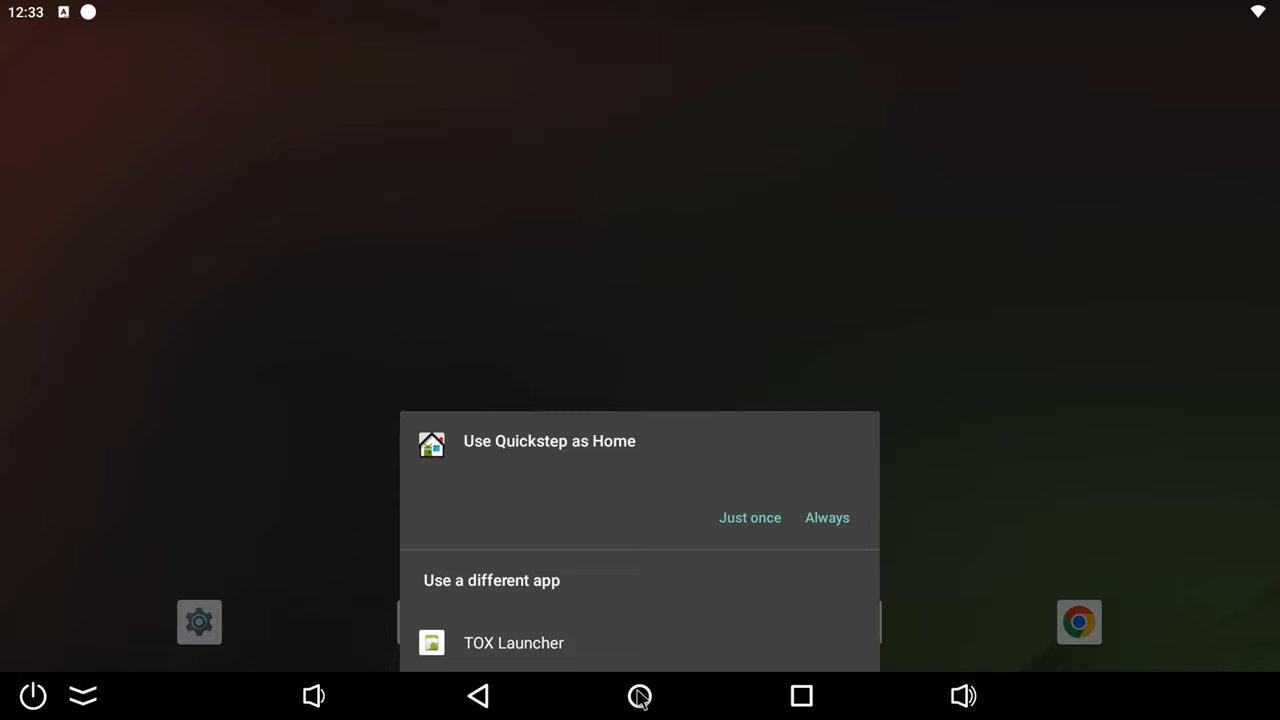 12:33
A
Use Quickstep as Home
Just once Always
Use a different app
TOX Launcher